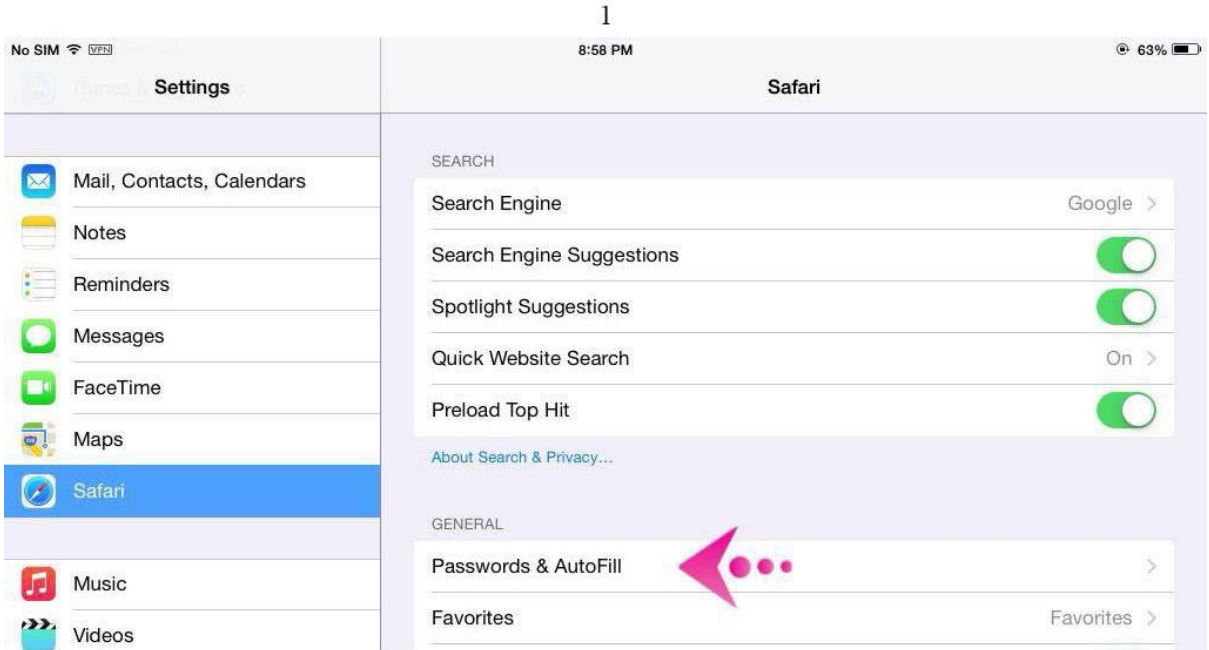 1
No SIM VPN 8:58 PM 63%
Settings
Safari
Mail, Contacts, Calendars
Notes
Reminders
Messages
FaceTime
Maps
Safari
Music
Videos
SEARCH
Search Engine Google >
Search Engine Suggestions
Spotlight Suggestions
Quick Website Search On >
Preload Top Hit
About Search & Privacy...
GENERAL
Passwords & AutoFill >
Favorites Favorites >